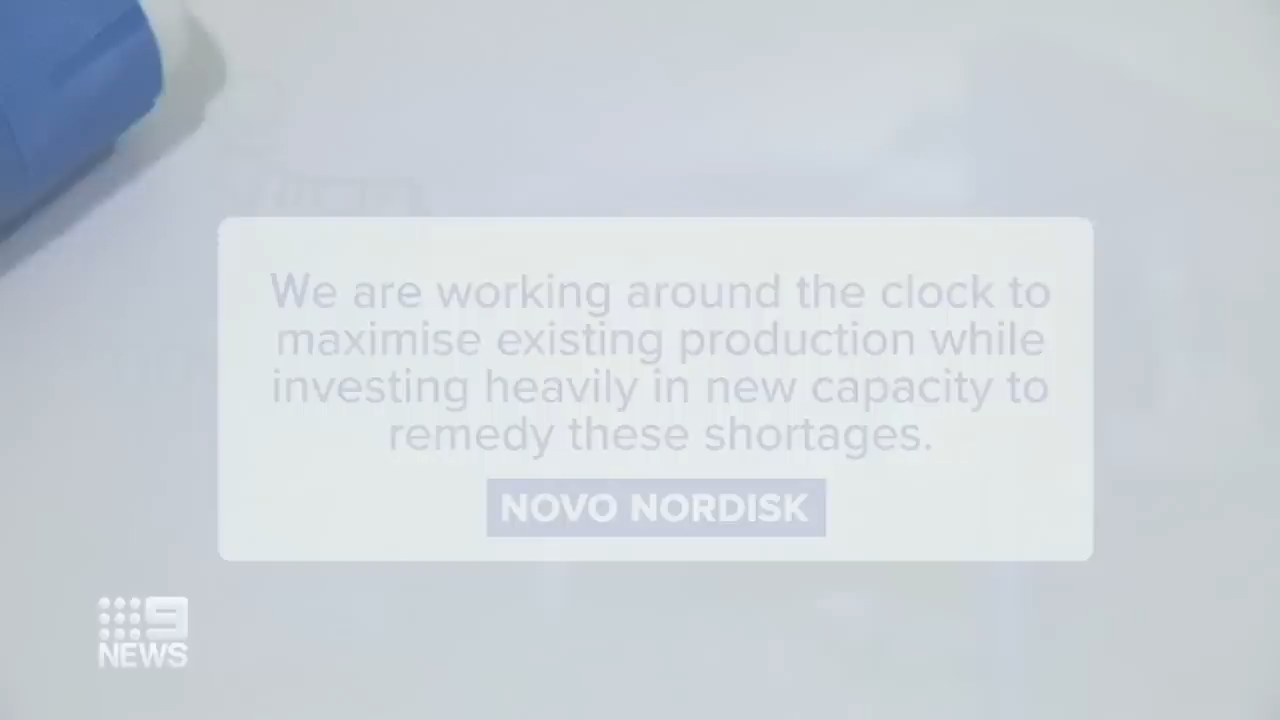 We are working around the clock to
maximise existing production while
investing heavily in new capacity to
remedy these shortages.
NOVO NORDISK
9
NEWS